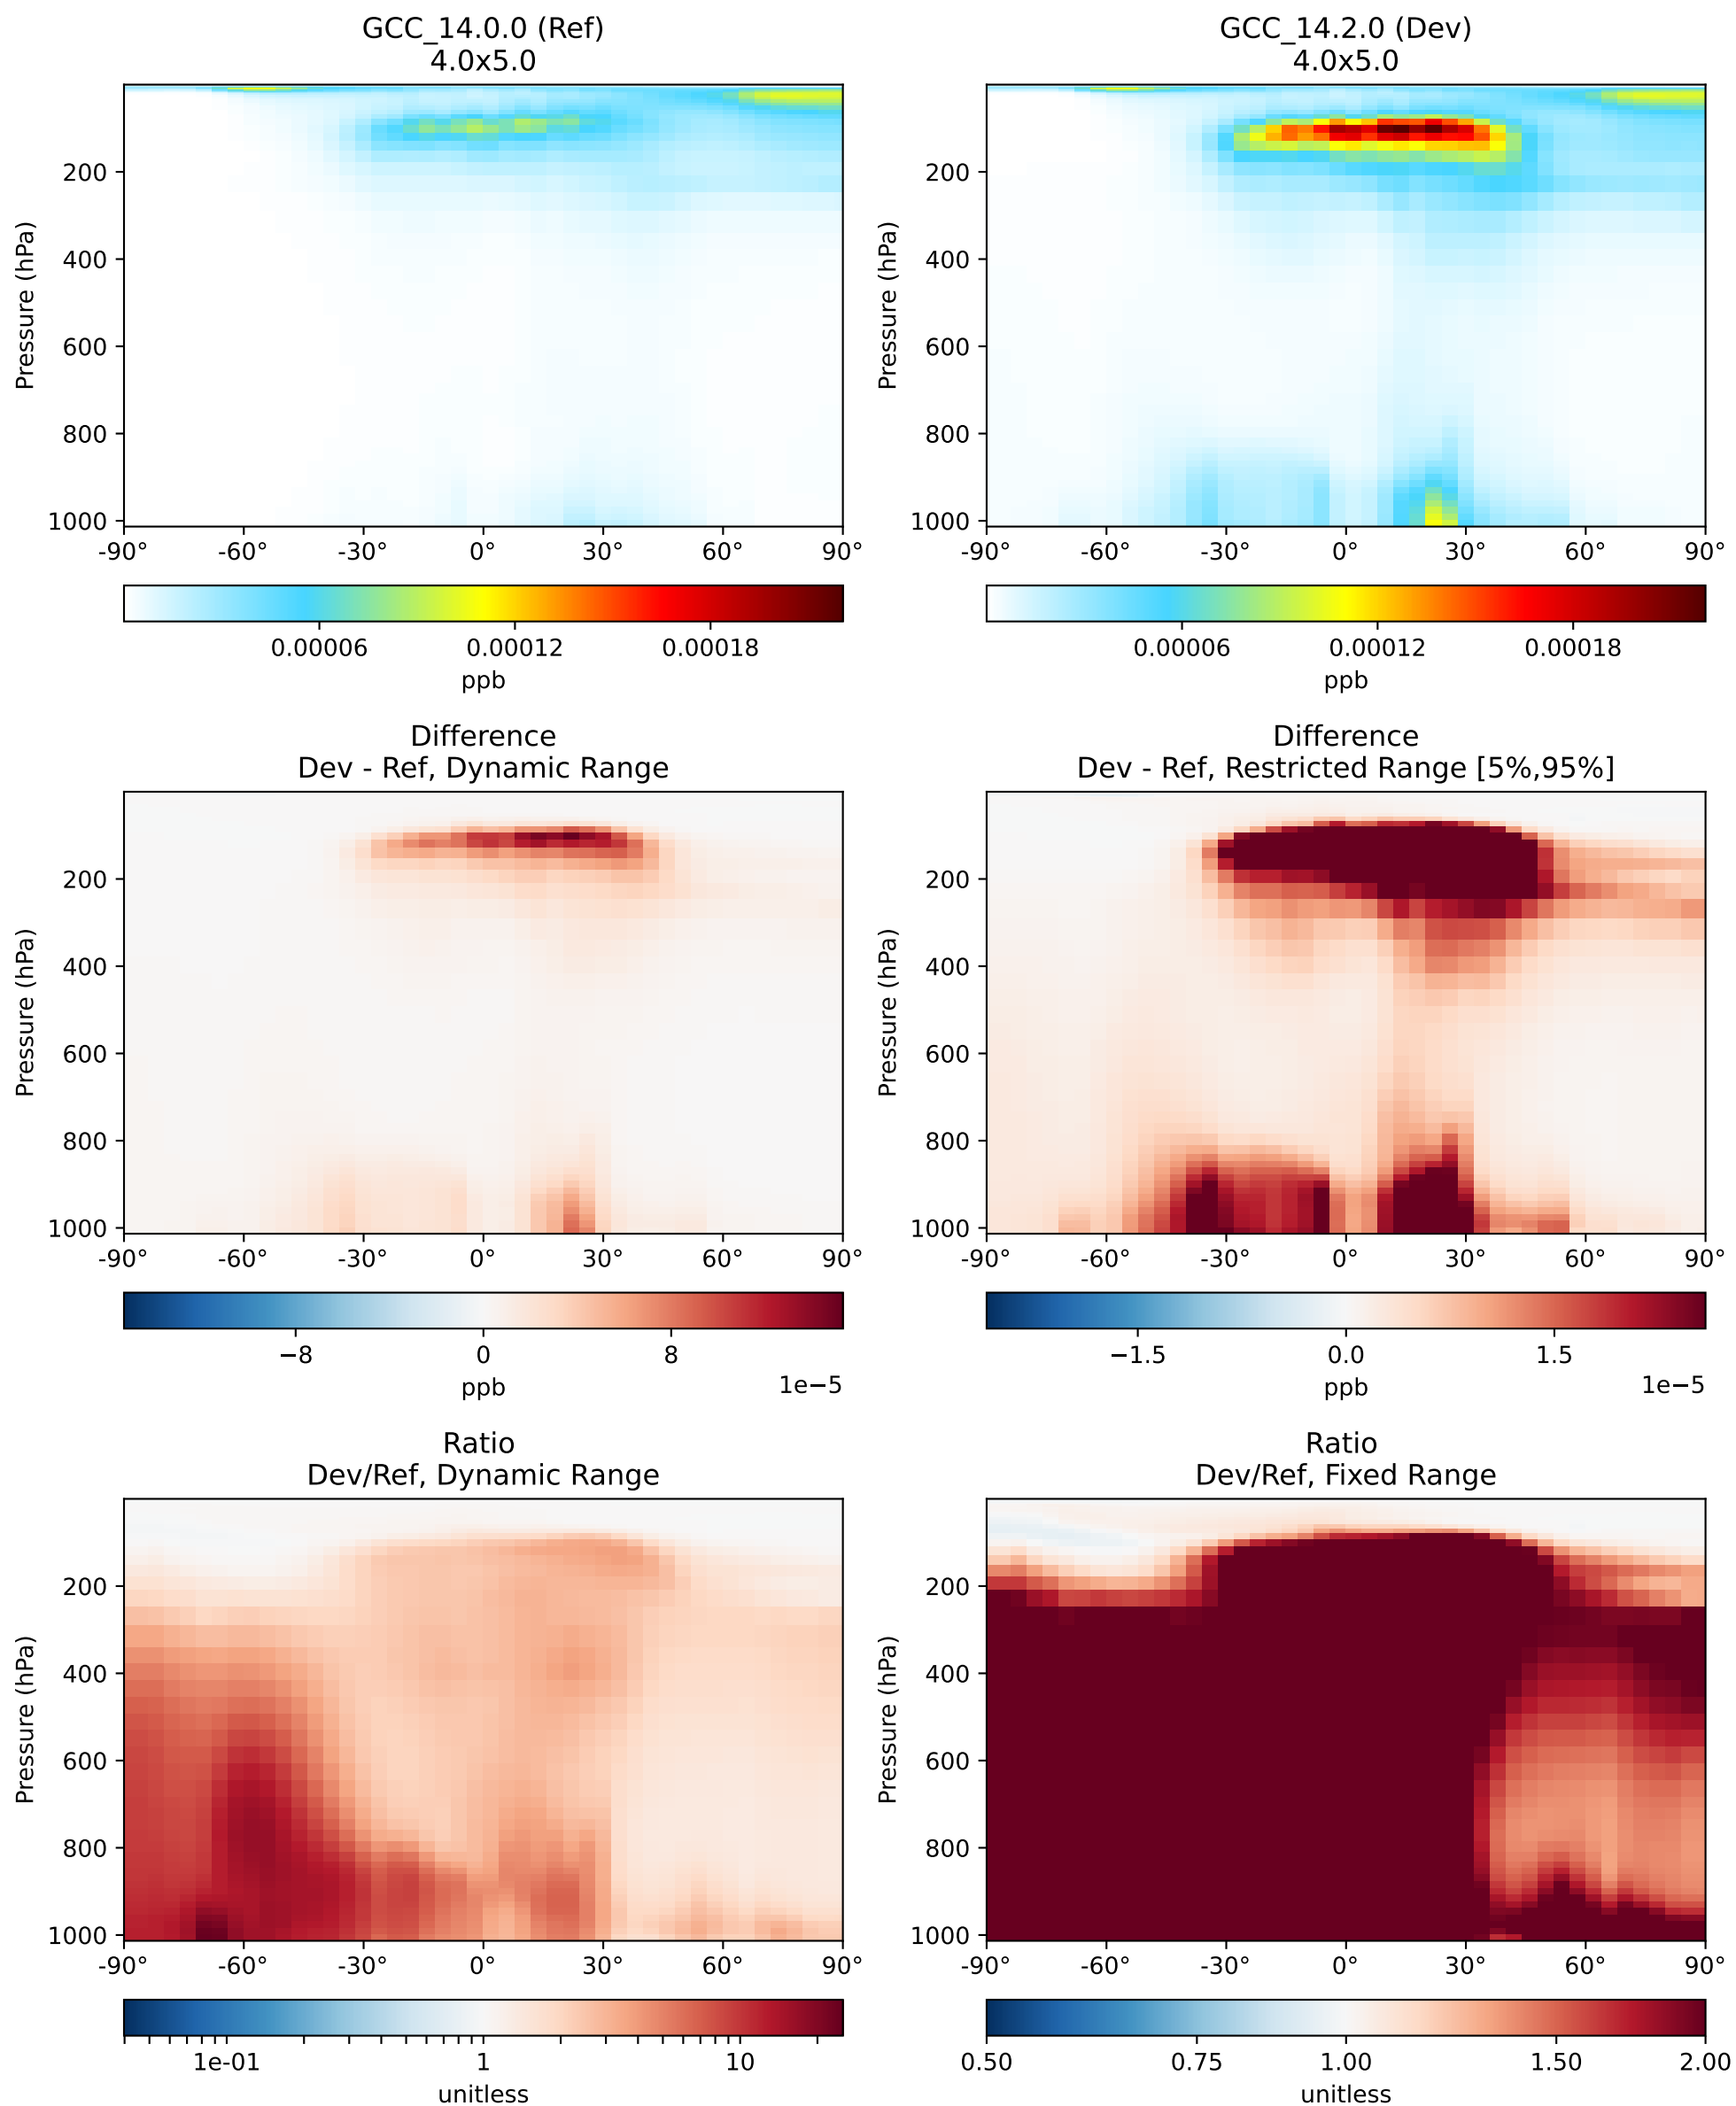 GCC_14.0.0 (Ref)
4.0x5.0
Pressure (hPa)
200
400
600
800
1000
-90° -60° -30° 0° 30° 60° 90°
0.00006 0.00012 0.00018
ppb
GCC_14.2.0 (Dev)
4.0x5.0
Pressure (hPa)
200
400
600
800
1000
-90° -60° -30° 0° 30° 60° 90°
0.00006 0.00012 0.00018
ppb
Difference
Dev - Ref, Dynamic Range
Pressure (hPa)
200
400
600
800
1000
-90° -60° -30° 0° 30° 60° 90°
−8 0 8
ppb 1e−5
Difference
Dev - Ref, Restricted Range [5%,95%]
Pressure (hPa)
200
400
600
800
1000
-90° -60° -30° 0° 30° 60° 90°
−1.5 0.0 1.5
ppb 1e−5
Ratio
Dev/Ref, Dynamic Range
Pressure (hPa)
200
400
600
800
1000
-90° -60° -30° 0° 30° 60° 90°
1e-01 1 10
unitless
Ratio
Dev/Ref, Fixed Range
Pressure (hPa)
200
400
600
800
1000
-90° -60° -30° 0° 30° 60° 90°
0.50 0.75 1.00 1.50 2.00
unitless